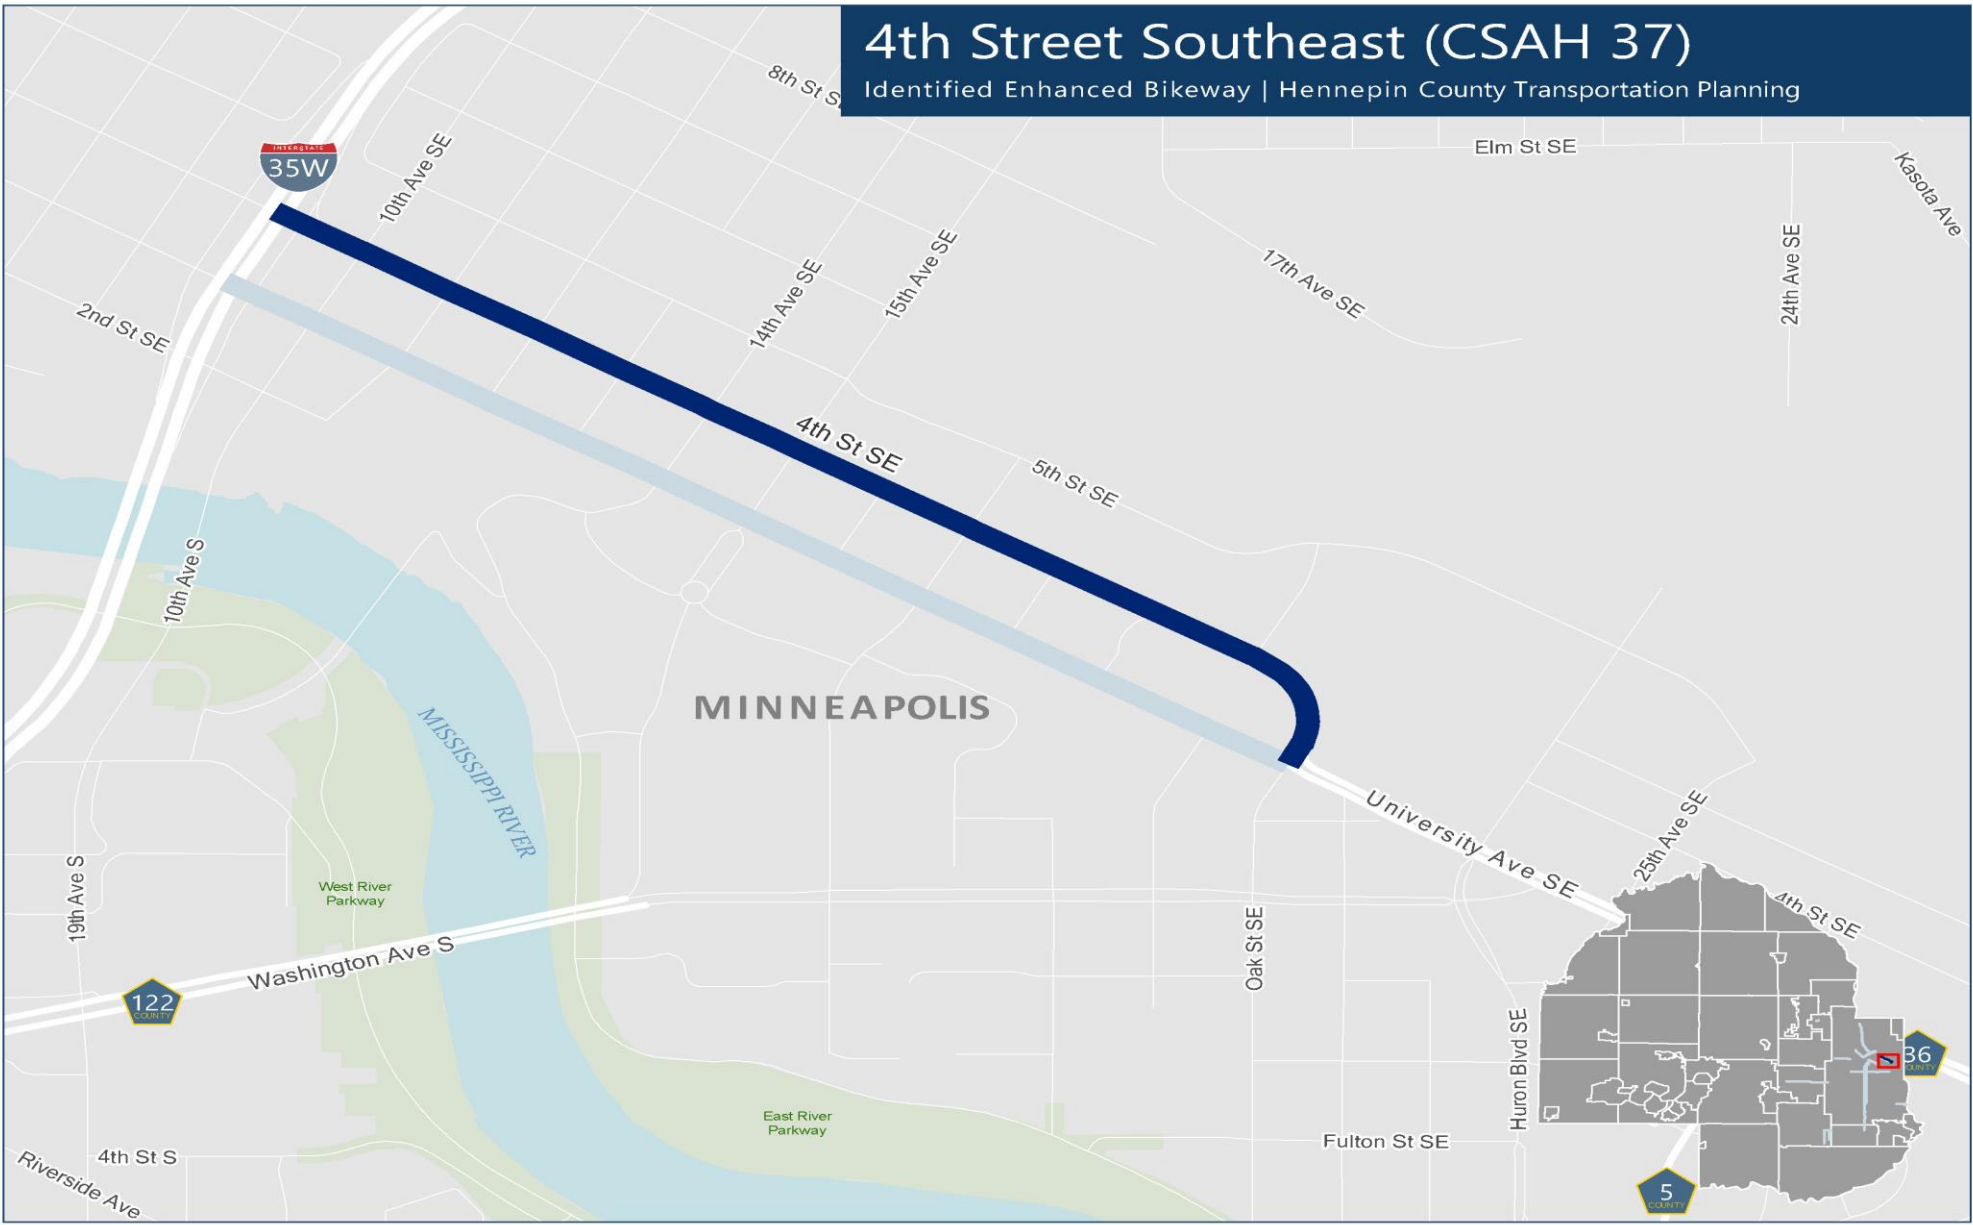 4th Street Southeast (CSAH 37)
Identified Enhanced Bikeway | Hennepin County Transportation Planning
8th St S
Elm St SE
Kasota Ave
INTERSTATE
35W
10th Ave SE
15th Ave SE
14th Ave SE
17th Ave SE
24th Ave SE
2nd St SE
4th St SE
5th St SE
10th Ave S
MINNEAPOLIS
MISSISSIPPI RIVER
University Ave SE
25th Ave SE
West River
Parkway
19th Ave S
4th St SE
Washington Ave S
Oak St SE
122
COUNTY
Huron Blvd SE
36
OUNTY
East River
Parkway
Fulton St SE
4th St S
Riverside Ave
5
COUNTY